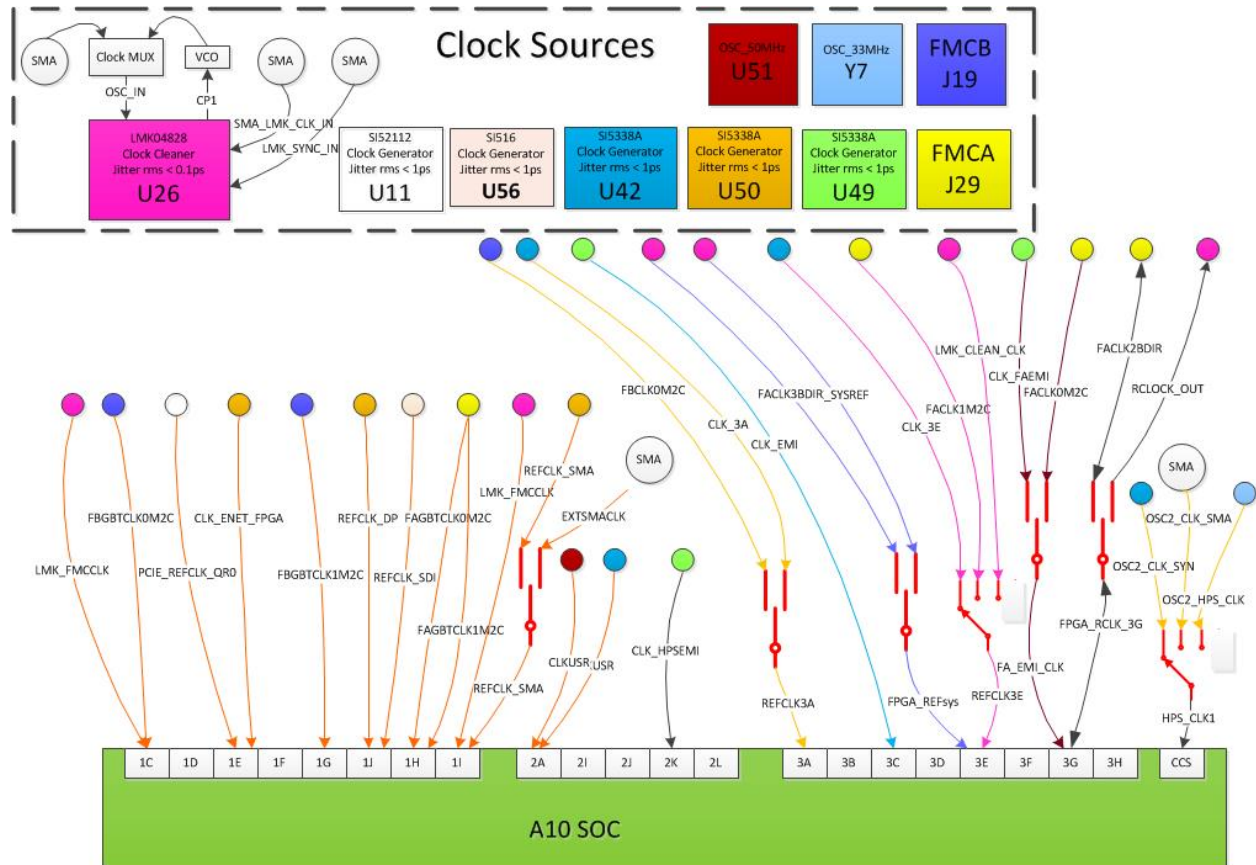 Clock Sources
SMA
Clock MUX
VCO
SMA
SMA
OSC_IN
CP1
SMA_LMK_CLK_IN
LMK_SYNC_IN
LMK04828
Clock Cleaner
Jitter rms < 0.1ps
U26
SI52112
Clock Generator
Jitter rms < 1ps
U11
SI516
Clock Generator
Jitter rms < 1ps
U56
SI5338A
Clock Generator
Jitter rms < 1ps
U42
SI5338A
Clock Generator
Jitter rms < 1ps
U50
SI5338A
Clock Generator
Jitter rms < 1ps
U49
OSC_50MHz
U51
OSC_33MHz
Y7
FMCB
J19
FMCA
J29
FBCLK0M2C
CLK_3A
CLK_EMI
FACLK3BDIR_SYSREF
CLK_3E
FACLK1M2C
LMK_CLEAN_CLK
CLK_FAEMI
FACLK0M2C
FACLK2BDIR
RCLOCK_OUT
LMK_FMCCLK
FBGBTCLK0M2C
PCIE_REFCLK_QR0
CLK_ENET_FPGA
FBGBTCLK1M2C
REFCLK_DP
REFCLK_SDI
FAGBTCLK0M2C
FAGBTCLK1M2C
LMK_FMCCLK
REFCLK_SMA
EXTSMACLK
SMA
REFCLK_SMA
CLKUSR
USR
CLK_HPSEMI
REFCLK3A
FPGA_REFsys
REFCLK3E
FA_EMI_CLK
FPGA_RCLK_3G
SMA
OSC2_CLK_SMA
OSC2_CLK_SYN
OSC2_HPS_CLK
HPS_CLK1
1C 1D 1E 1F 1G 1J 1H 1I 2A 2I 2J 2K 2L 3A 3B 3C 3D 3E 3F 3G 3H CCS
A10 SOC